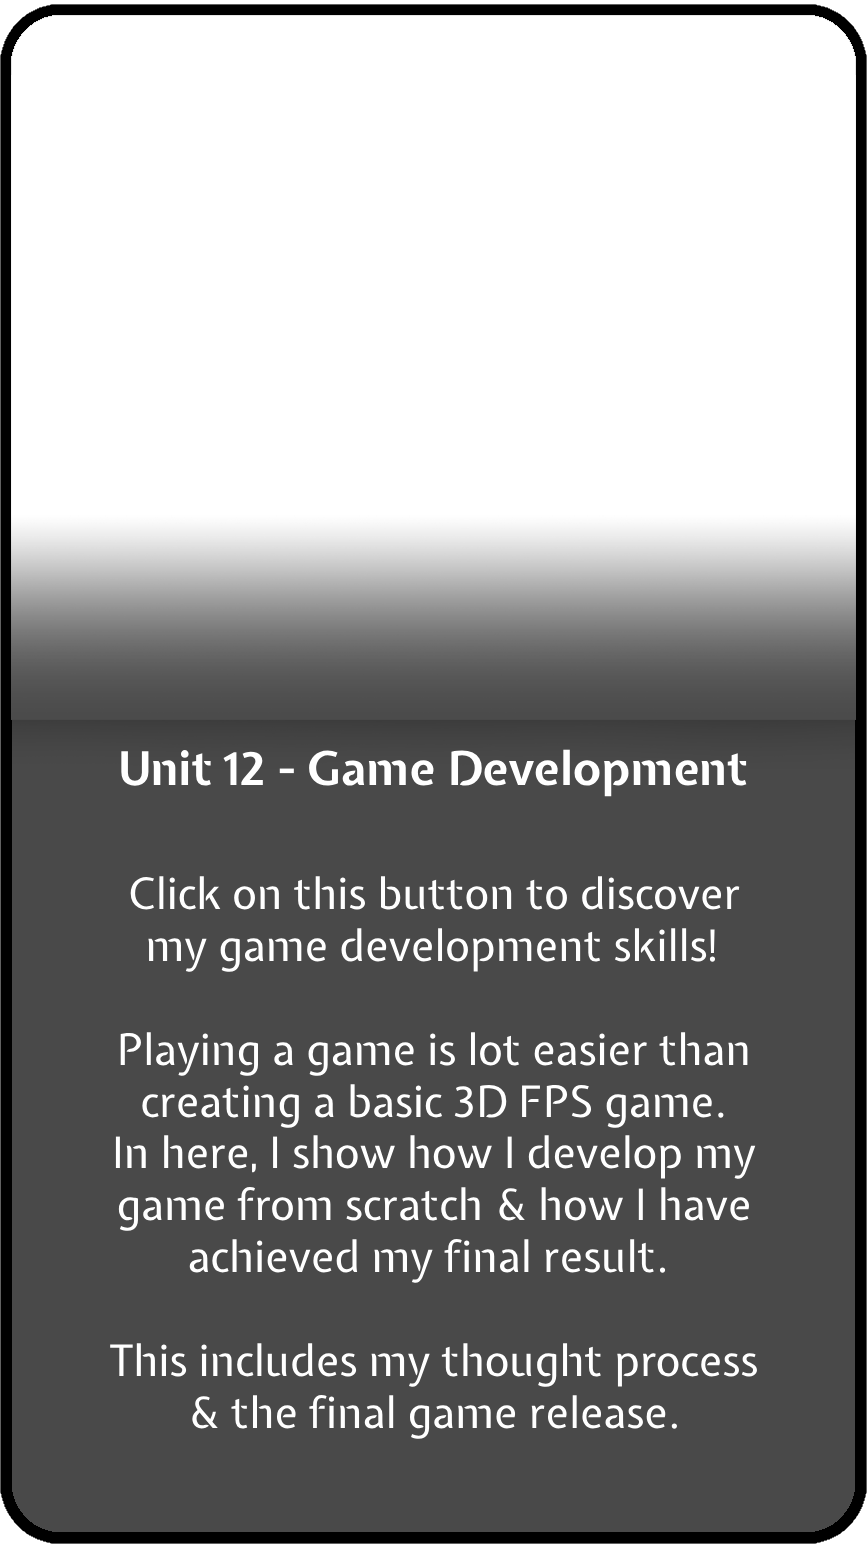 Unit 12 - Game Development
Click on this button to discover
my game development skills!
Playing a game is lot easier than
creating a basic 3D FPS game.
In here, I show how I develop my
game from scratch & how I have
achieved my final result.
This includes my thought process
& the final game release.